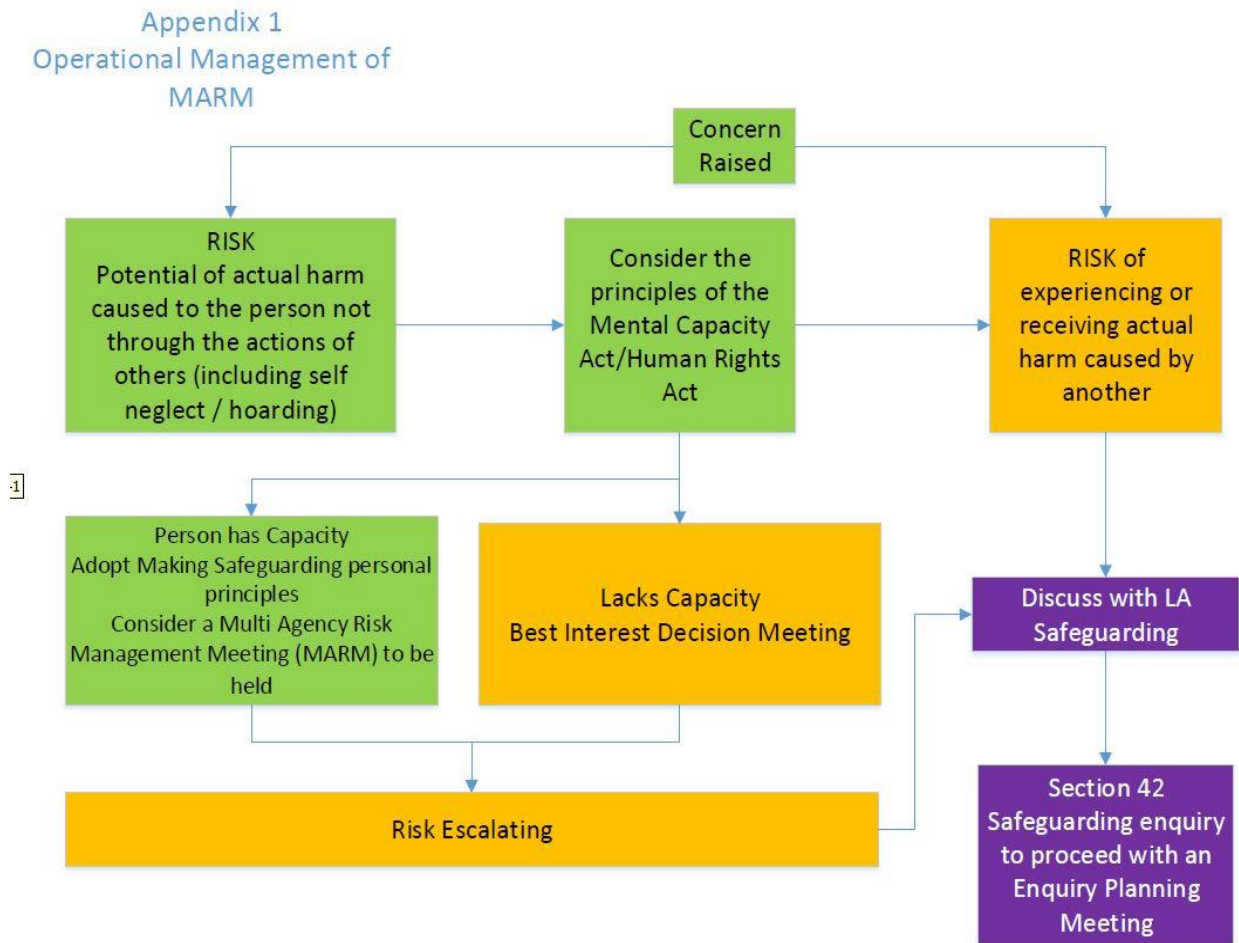 Appendix 1
Operational Management of
MARM
Concern
Raised
RISK
Potential of actual harm
caused to the person not
through the actions of
others (including self
neglect / hoarding)
Consider the
principles of the
Mental Capacity
Act/Human Rights
Act
RISK of
experiencing or
receiving actual
harm caused by
another
-1
Person has Capacity
Adopt Making Safeguarding personal
principles
Consider a Multi Agency Risk
Management Meeting (MARM) to be
held
Lacks Capacity
Best Interest Decision Meeting
Discuss with LA
Safeguarding
Risk Escalating
Section 42
Safeguarding enquiry
to proceed with an
Enquiry Planning
Meeting